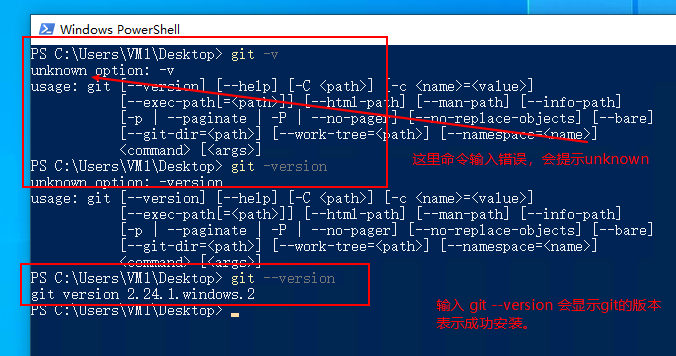 Windows PowerShell
PS C:\Users\VM1\Desktop> git -v
unknown option: -v
usage: git [--version] [--help] [-C <path>] [-c <name>=<value>]
[--exec-path[=<path>]] [--html-path] [--man-path] [--info-path]
[-p | --paginate | -P | --no-pager] [--no-replace-objects] [--bare]
[--git-dir=<path>] [--work-tree=<path>] [--namespace=<name>]
<command> [<args>]
这里命令输入错误，会提示unknown
PS C:\Users\VM1\Desktop> git -version
unknown option: -version
usage: git [--version] [--help] [-C <path>] [-c <name>=<value>]
[--exec-path[=<path>]] [--html-path] [--man-path] [--info-path]
[-p | --paginate | -P | --no-pager] [--no-replace-objects] [--bare]
[--git-dir=<path>] [--work-tree=<path>] [--namespace=<name>]
<command> [<args>]
PS C:\Users\VM1\Desktop> git --version
git version 2.24.1.windows.2
PS C:\Users\VM1\Desktop>
输入 git --version 会显示git的版本
表示成功安装。